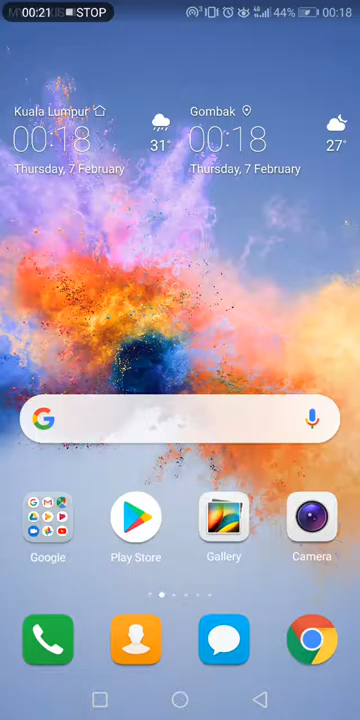 00:21 STOP 44% 00:18
Kuala Lumpur Gombak
00:18 31° 00:18 27°
Thursday, 7 February Thursday, 7 February
Google Play Store Gallery Camera